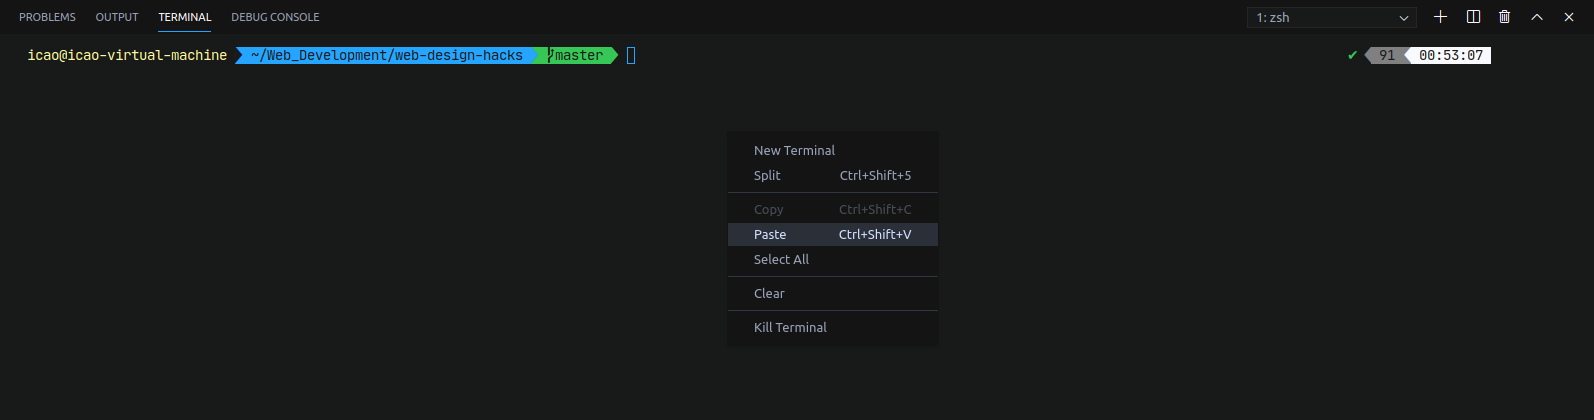 PROBLEMS OUTPUT TERMINAL DEBUG CONSOLE 1: zsh
icao@icao-virtual-machine ~/Web_Development/web-design-hacks master ✔ 91 00:53:07
New Terminal
Split Ctrl+Shift+5
Copy Ctrl+Shift+C
Paste Ctrl+Shift+V
Select All
Clear
Kill Terminal